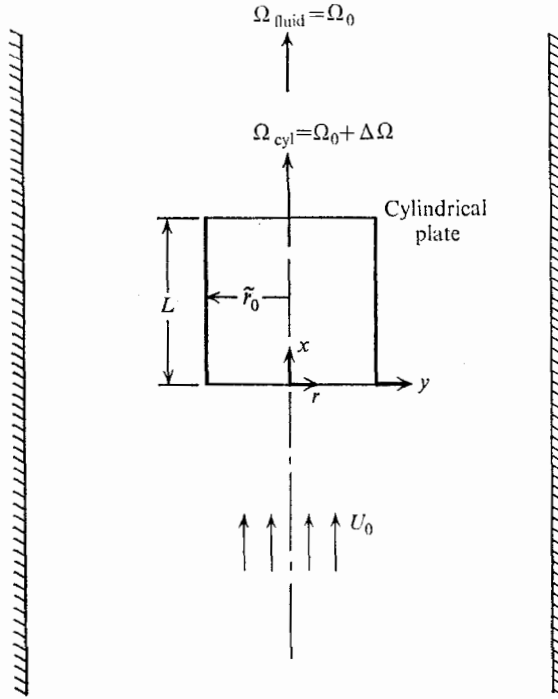 Ω fluid=Ω0
Ω cyl=Ω0+ΔΩ
Cylindrical
plate
L
r̃0
x
r
y
U0